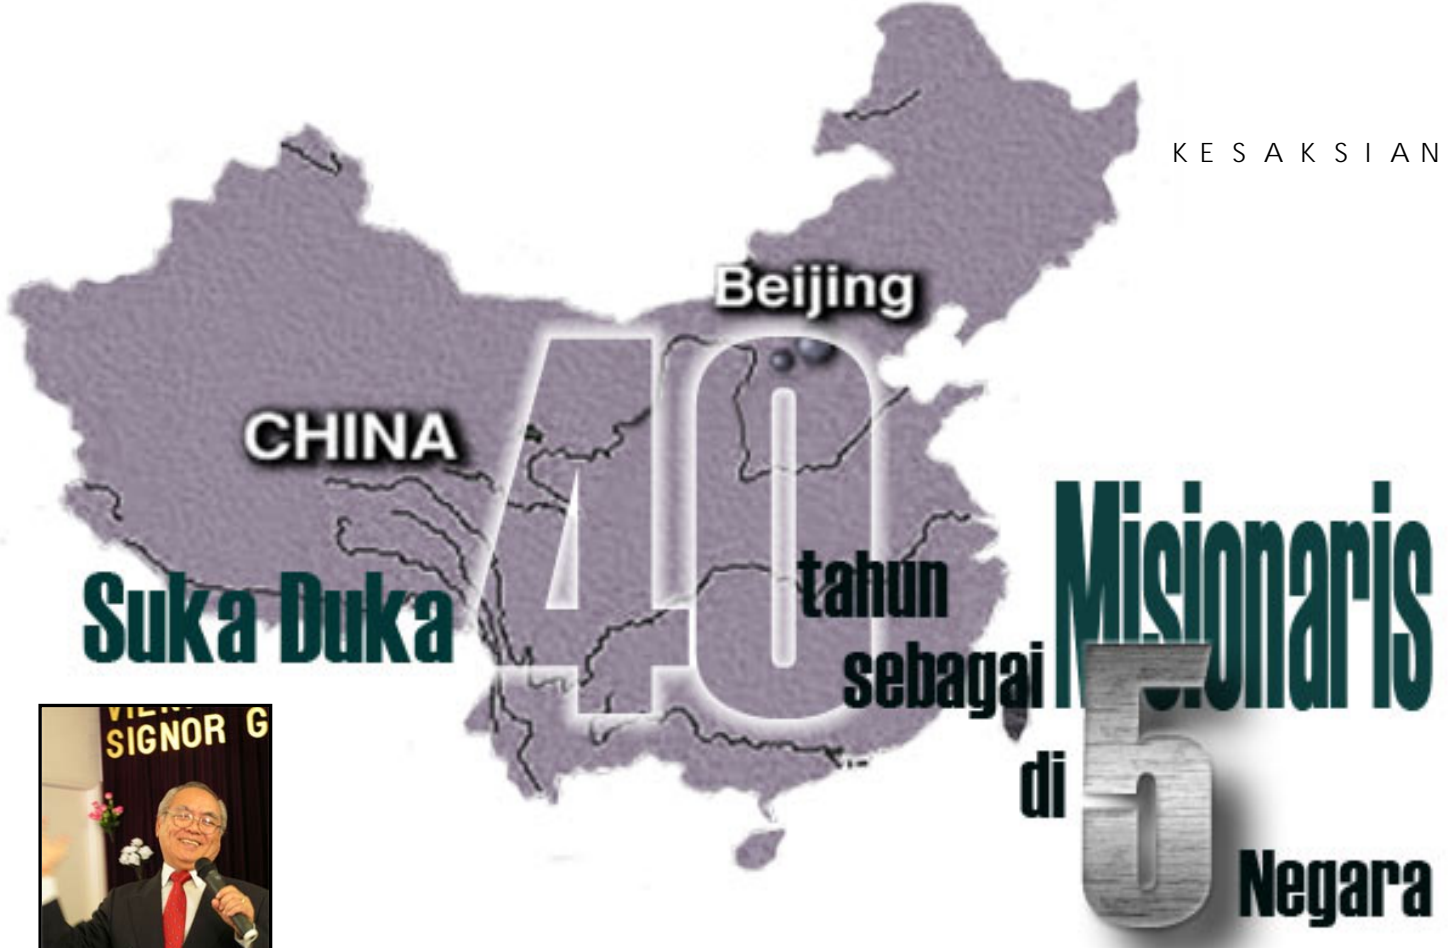 KESAKSIAN
Beijing
CHINA
Suka Duka
40
tahun
sebagai
Misionaris
di
5
Negara
SIGNOR G